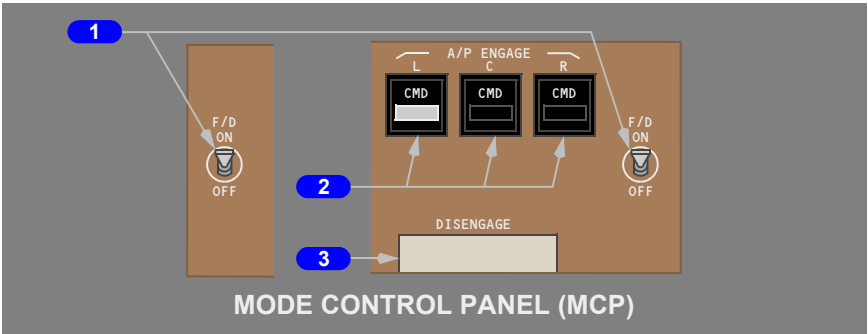 1
A/P ENGAGE
L C R
CMD CMD CMD
F/D
ON
OFF
F/D
ON
OFF
2
DISENGAGE
3
MODE CONTROL PANEL (MCP)